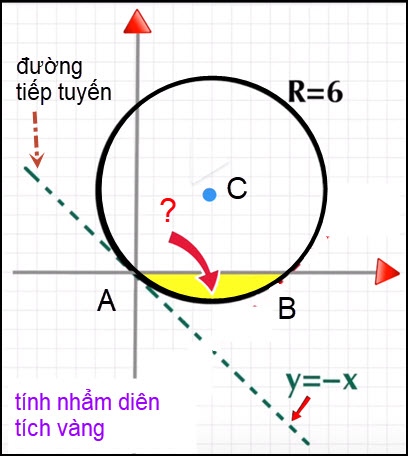 đường
tiếp tuyến
R=6
C
?
A
B
y=-x
tính nhẩm diên
tích vàng